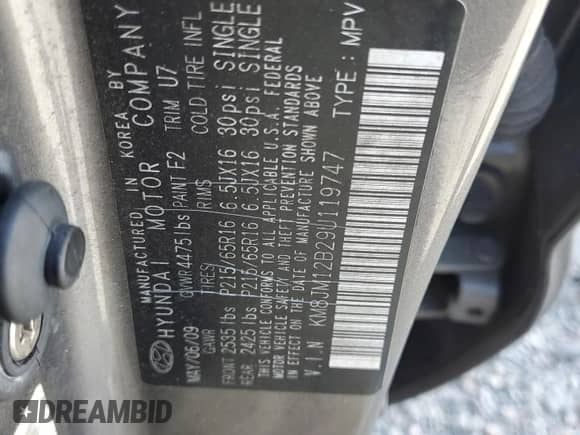 MANUFACTURED IN KOREA BY
HYUNDAI MOTOR COMPANY
MAY/06/09 GVWR 4475 lbs PAINT F2 TRIM U7
GAWR TIRES RIMS COLD TIRE INFL
FRONT 2535 lbs P215/65R16 6.5JX16 30psi SINGLE
REAR 2425 lbs P215/65R16 6.5JX16 30psi SINGLE
THIS VEHICLE CONFORMS TO ALL APPLICABLE U.S.A. FEDERAL
MOTOR VEHICLE SAFETY AND THEFT PREVENTION STANDARDS
IN EFFECT ON THE DATE OF MANUFACTURE SHOWN ABOVE
V.I.N KM8JM12B29U119747 TYPE : MPV
DREAMBID